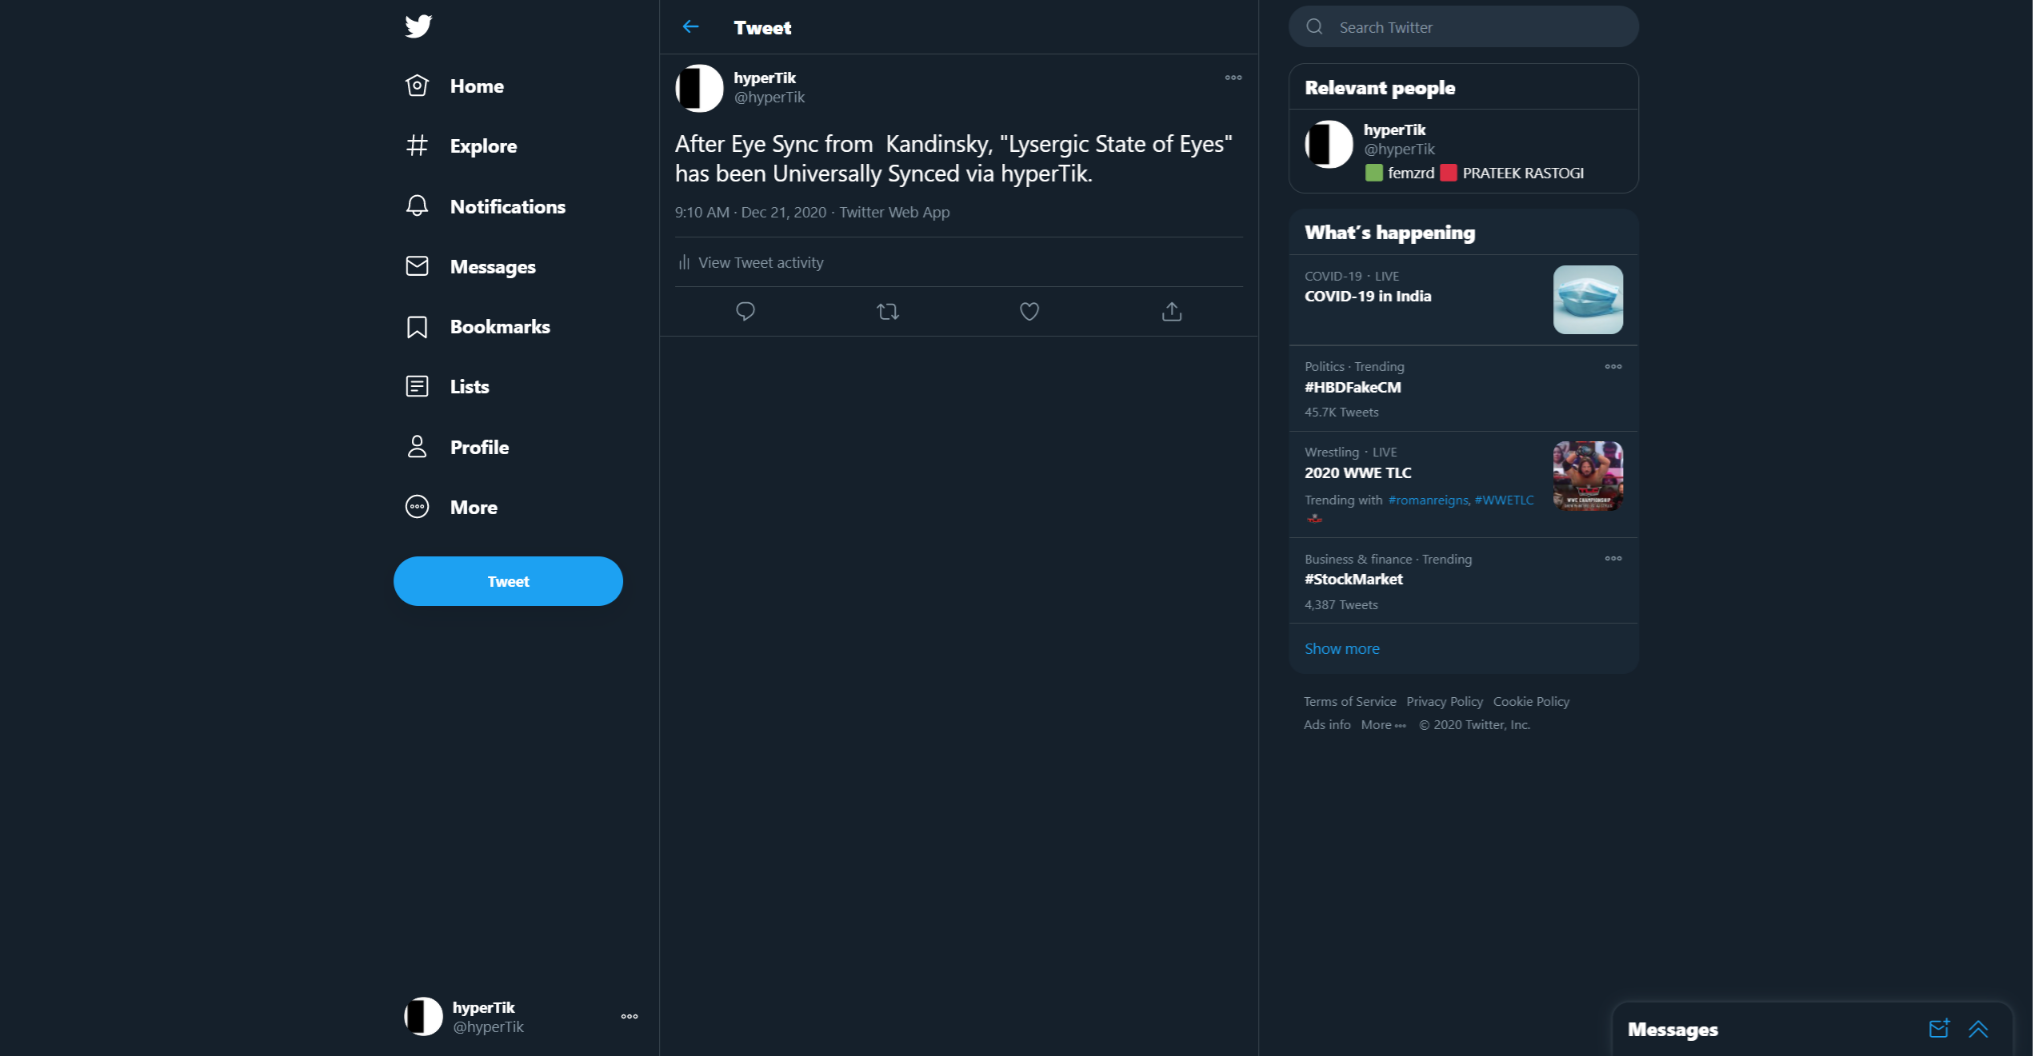 Home
Explore
Notifications
Messages
Bookmarks
Lists
Profile
More
Tweet
hyperTik
@hyperTik
Tweet
hyperTik
@hyperTik
After Eye Sync from  Kandinsky, "Lysergic State of Eyes"
has been Universally Synced via hyperTik.
9:10 AM · Dec 21, 2020 · Twitter Web App
View Tweet activity
Search Twitter
Relevant people
hyperTik
@hyperTik
femzrd PRATEEK RASTOGI
What's happening
COVID-19 · LIVE
COVID-19 in India
Politics · Trending
#HBDFakeCM
45.7K Tweets
Wrestling · LIVE
2020 WWE TLC
Trending with #romanreigns, #WWETLC
Business & finance · Trending
#StockMarket
4,387 Tweets
Show more
Terms of Service Privacy Policy Cookie Policy
Ads info More ••• © 2020 Twitter, Inc.
Messages